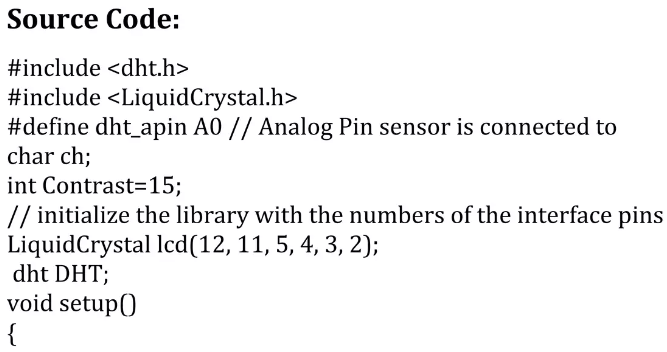 Source Code:
#include <dht.h>
#include <LiquidCrystal.h>
#define dht_apin A0 // Analog Pin sensor is connected to
char ch;
int Contrast=15;
// initialize the library with the numbers of the interface pins
LiquidCrystal lcd(12, 11, 5, 4, 3, 2);
 dht DHT;
void setup()
{